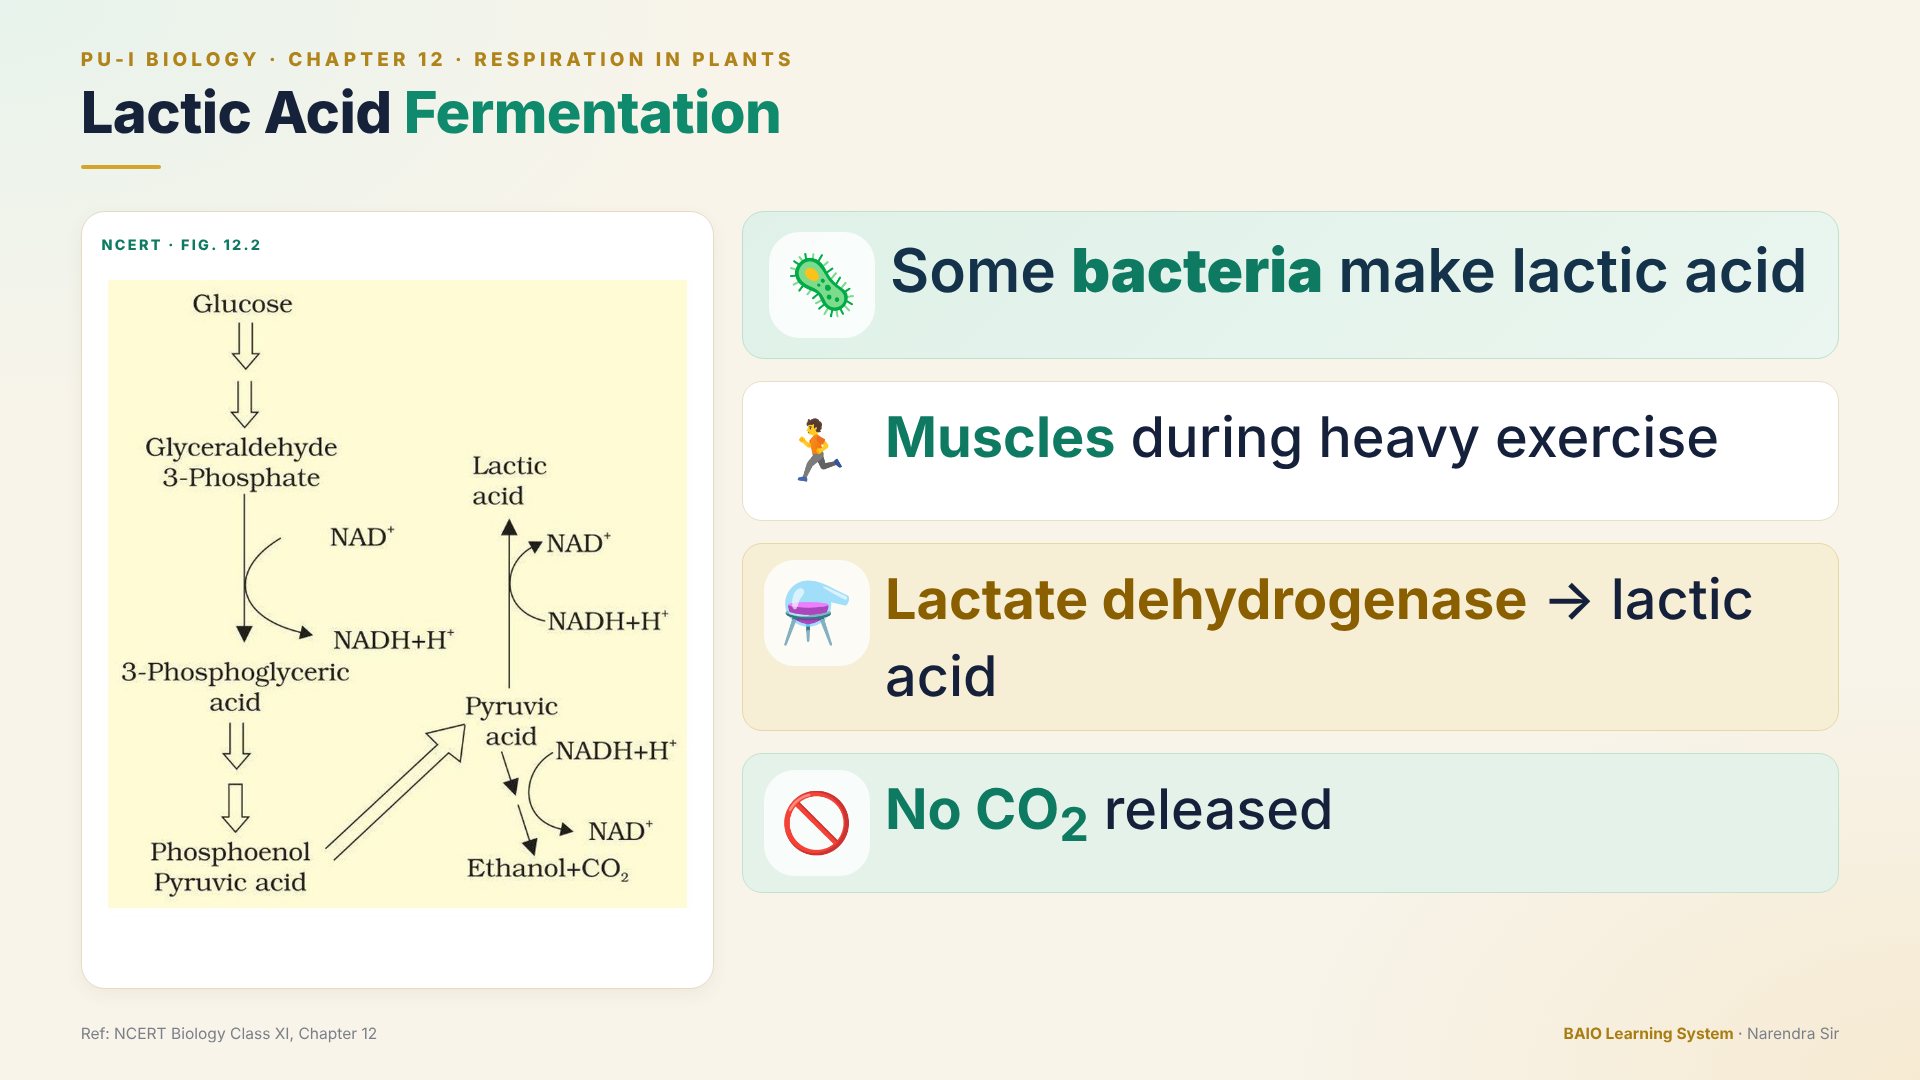 PU-I BIOLOGY · CHAPTER 12 · RESPIRATION IN PLANTS
Lactic Acid Fermentation
NCERT · FIG. 12.2
Glucose
Glyceraldehyde
3-Phosphate
NAD⁺
NADH+H⁺
3-Phosphoglyceric
acid
Phosphoenol
Pyruvic acid
Lactic
acid
NAD⁺
NADH+H⁺
Pyruvic
acid
NADH+H⁺
NAD⁺
Ethanol+CO₂
Some bacteria make lactic acid
Muscles during heavy exercise
Lactate dehydrogenase → lactic
acid
No CO₂ released
Ref: NCERT Biology Class XI, Chapter 12
BAIO Learning System · Narendra Sir